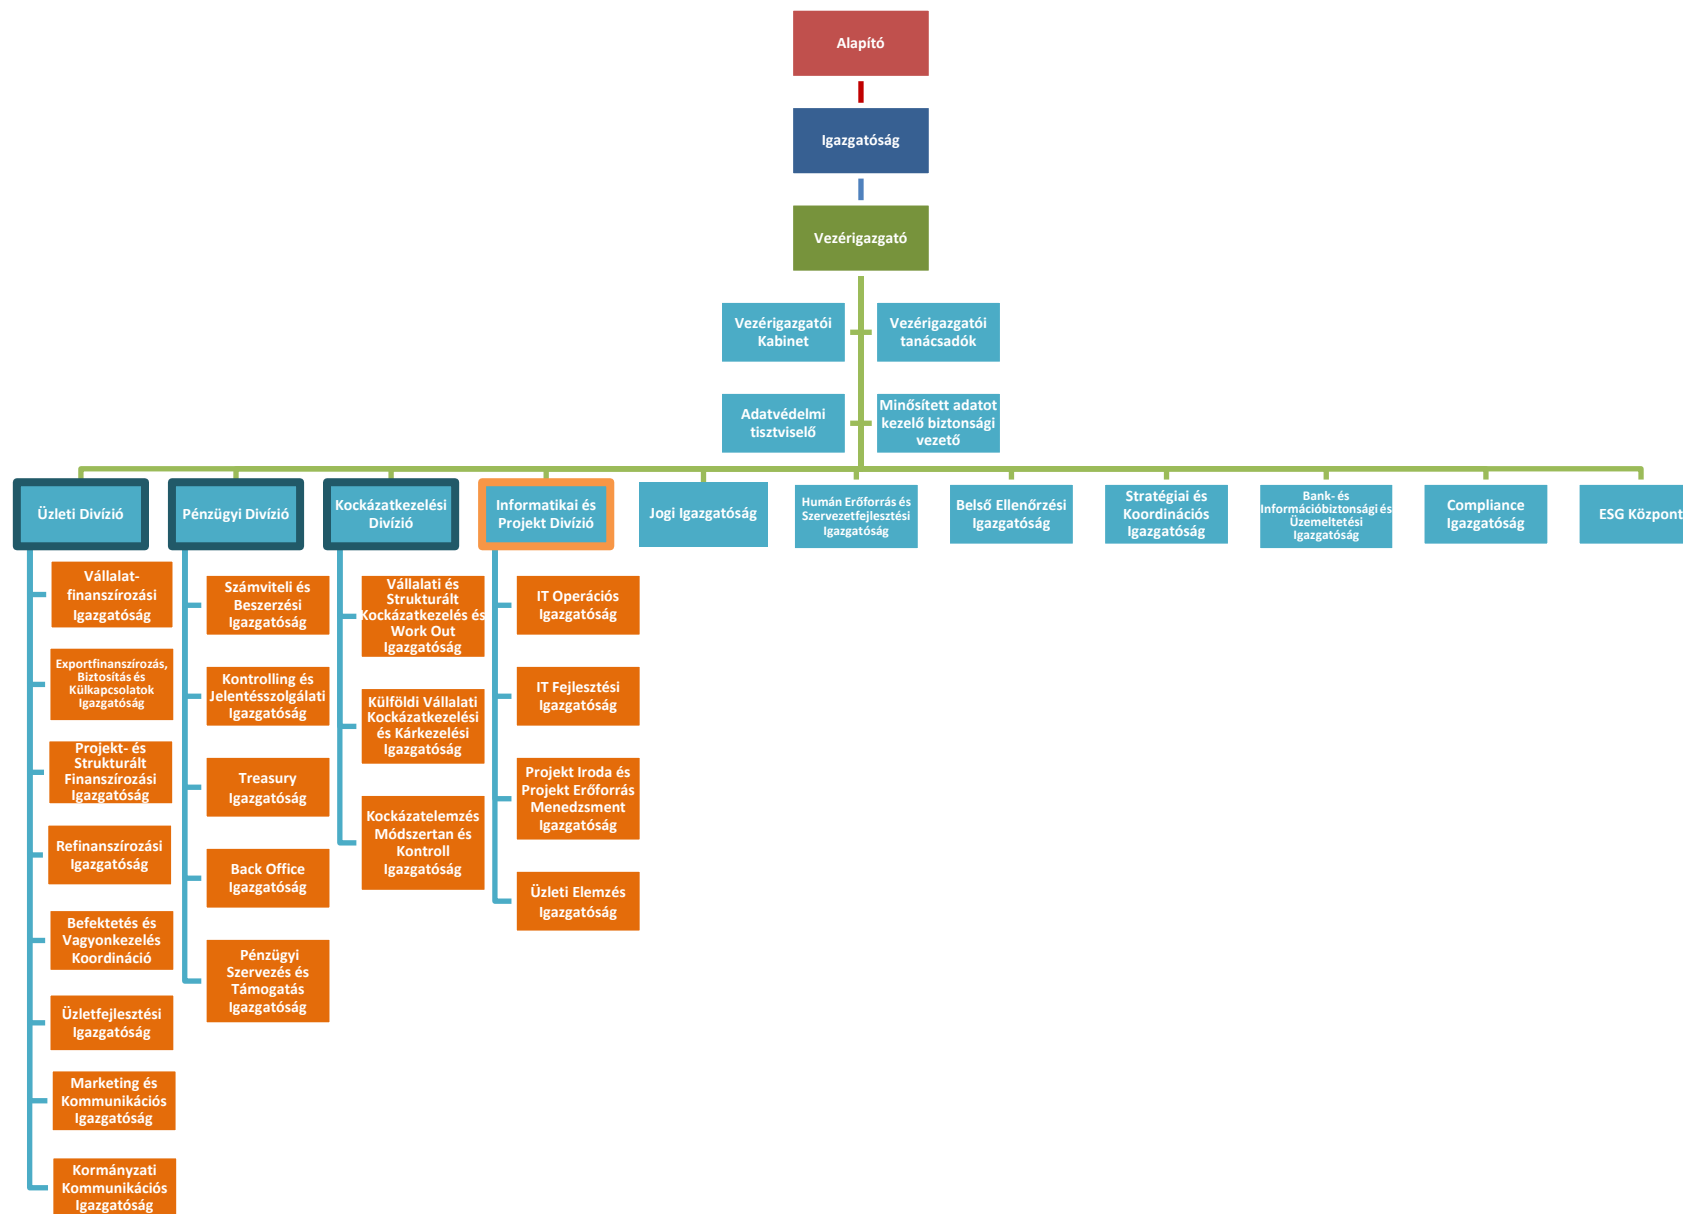 Alapító
Igazgatóság
Vezérigazgató
Vezérigazgatói
Kabinet
Vezérigazgatói
tanácsadók
Adatvédelmi
tisztviselő
Minősített adatot
kezelő biztonsági
vezető
Üzleti Divízió
Pénzügyi Divízió
Kockázatkezelési
Divízió
Informatikai és
Projekt Divízió
Jogi Igazgatóság
Humán Erőforrás és
Szervezetfejlesztési
Igazgatóság
Belső Ellenőrzési
Igazgatóság
Stratégiai és
Koordinációs
Igazgatóság
Bank- és
Információbiztonsági és
Üzemeltetési
Igazgatóság
Compliance
Igazgatóság
ESG Központ
Vállalat-
finanszírozási
Igazgatóság
Exportfinanszírozás,
Biztosítás és
Külkapcsolatok
Igazgatóság
Projekt- és
Strukturált
Finanszírozási
Igazgatóság
Refinanszírozási
Igazgatóság
Befektetés és
Vagyonkezelés
Koordináció
Üzletfejlesztési
Igazgatóság
Marketing és
Kommunikációs
Igazgatóság
Kormányzati
Kommunikációs
Igazgatóság
Számviteli és
Beszerzési
Igazgatóság
Kontrolling és
Jelentésszolgálati
Igazgatóság
Treasury
Igazgatóság
Back Office
Igazgatóság
Pénzügyi
Szervezés és
Támogatás
Igazgatóság
Vállalati és
Strukturált
Kockázatkezelés és
Work Out
Igazgatóság
Külföldi Vállalati
Kockázatkezelési
és Kárkezelési
Igazgatóság
Kockázatelemzés
Módszertan és
Kontroll
Igazgatóság
IT Operációs
Igazgatóság
IT Fejlesztési
Igazgatóság
Projekt Iroda és
Projekt Erőforrás
Menedzsment
Igazgatóság
Üzleti Elemzés
Igazgatóság